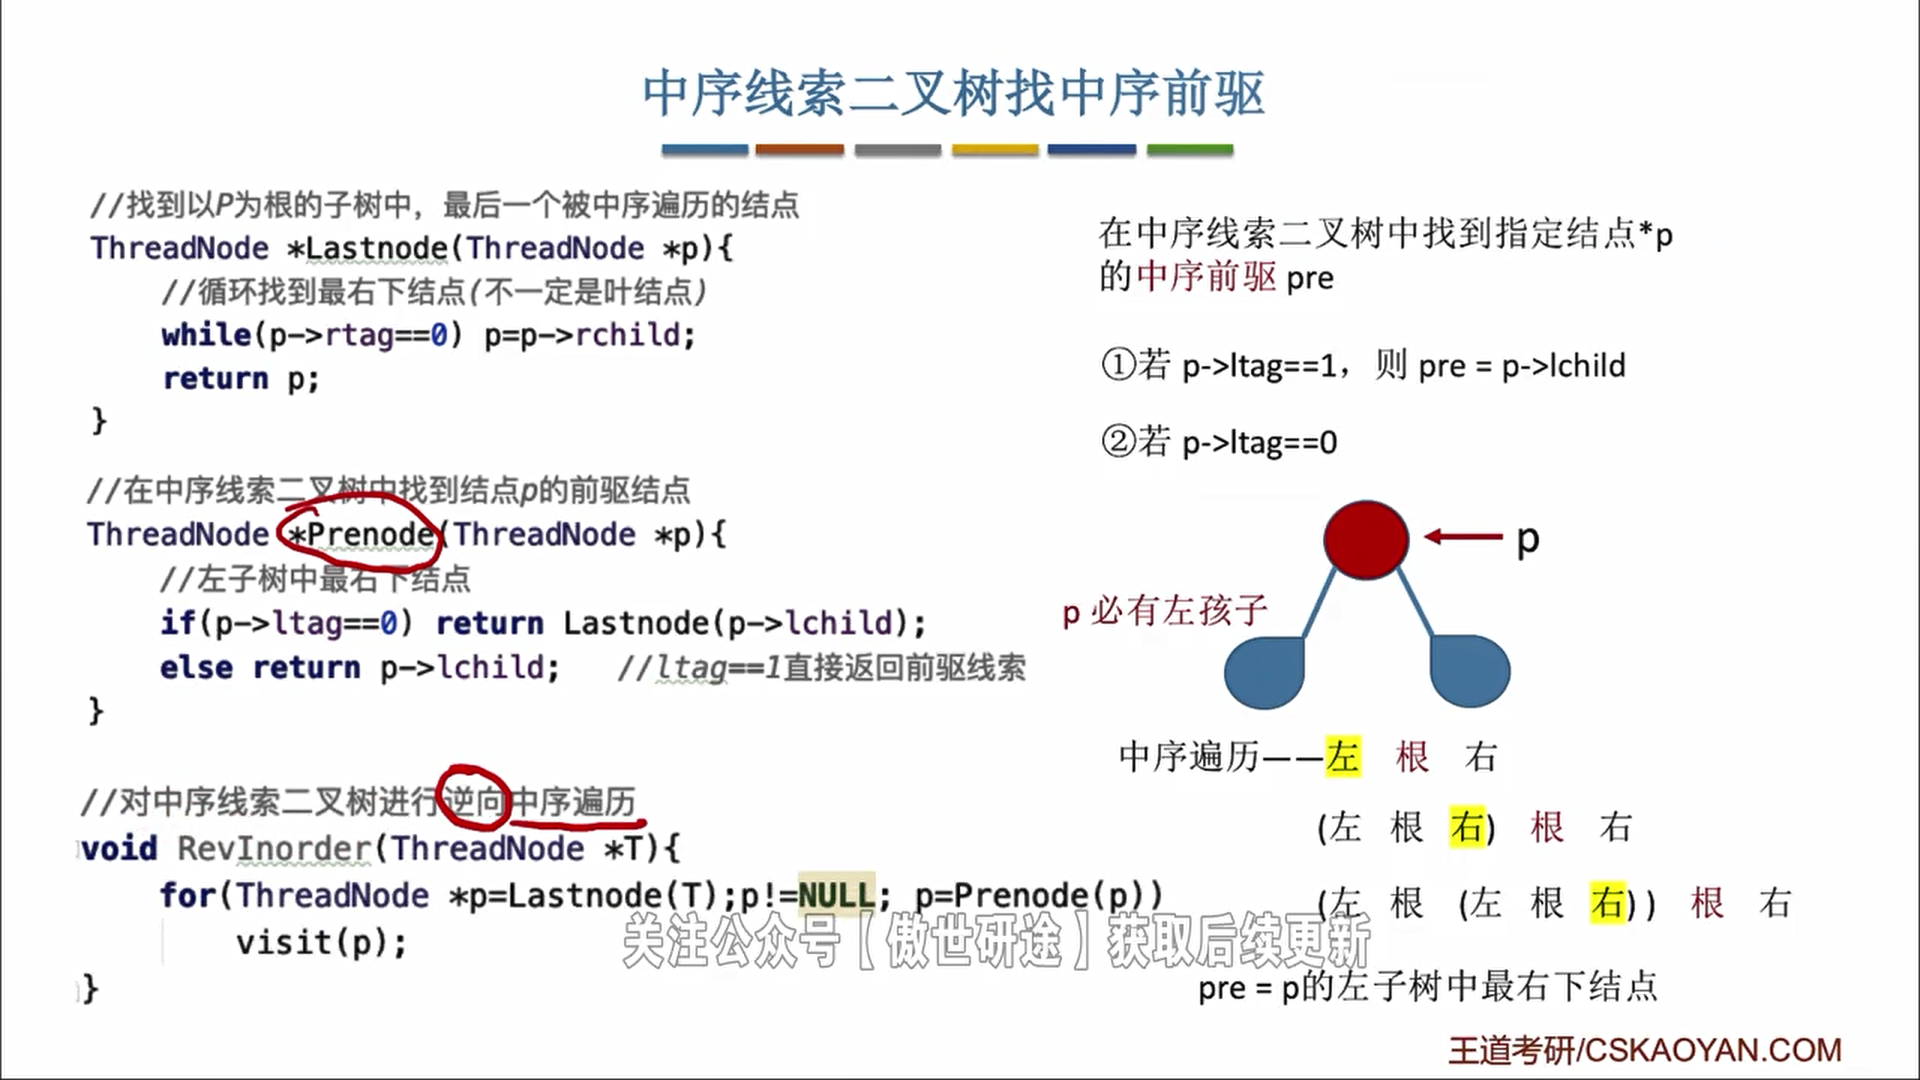 中序线索二叉树找中序前驱
//找到以P为根的子树中，最后一个被中序遍历的结点
ThreadNode *Lastnode(ThreadNode *p){
//循环找到最右下结点(不一定是叶结点)
while(p->rtag==0) p=p->rchild;
return p;
}
//在中序线索二叉树中找到结点p的前驱结点
ThreadNode *Prenode(ThreadNode *p){
//左子树中最右下结点
if(p->ltag==0) return Lastnode(p->lchild);
else return p->lchild; //ltag==1直接返回前驱线索
}
//对中序线索二叉树进行逆向中序遍历
void RevInorder(ThreadNode *T){
for(ThreadNode *p=Lastnode(T);p!=NULL; p=Prenode(p))
visit(p);
}
在中序线索二叉树中找到指定结点*p
的中序前驱 pre
①若 p->ltag==1，则 pre = p->lchild
②若 p->ltag==0
p
p 必有左孩子
中序遍历——左 根 右
(左 根 右) 根 右
(左 根 (左 根 右)) 根 右
pre = p的左子树中最右下结点
关注公众号【傲世研途】获取后续更新
王道考研/CSKAOYAN.COM